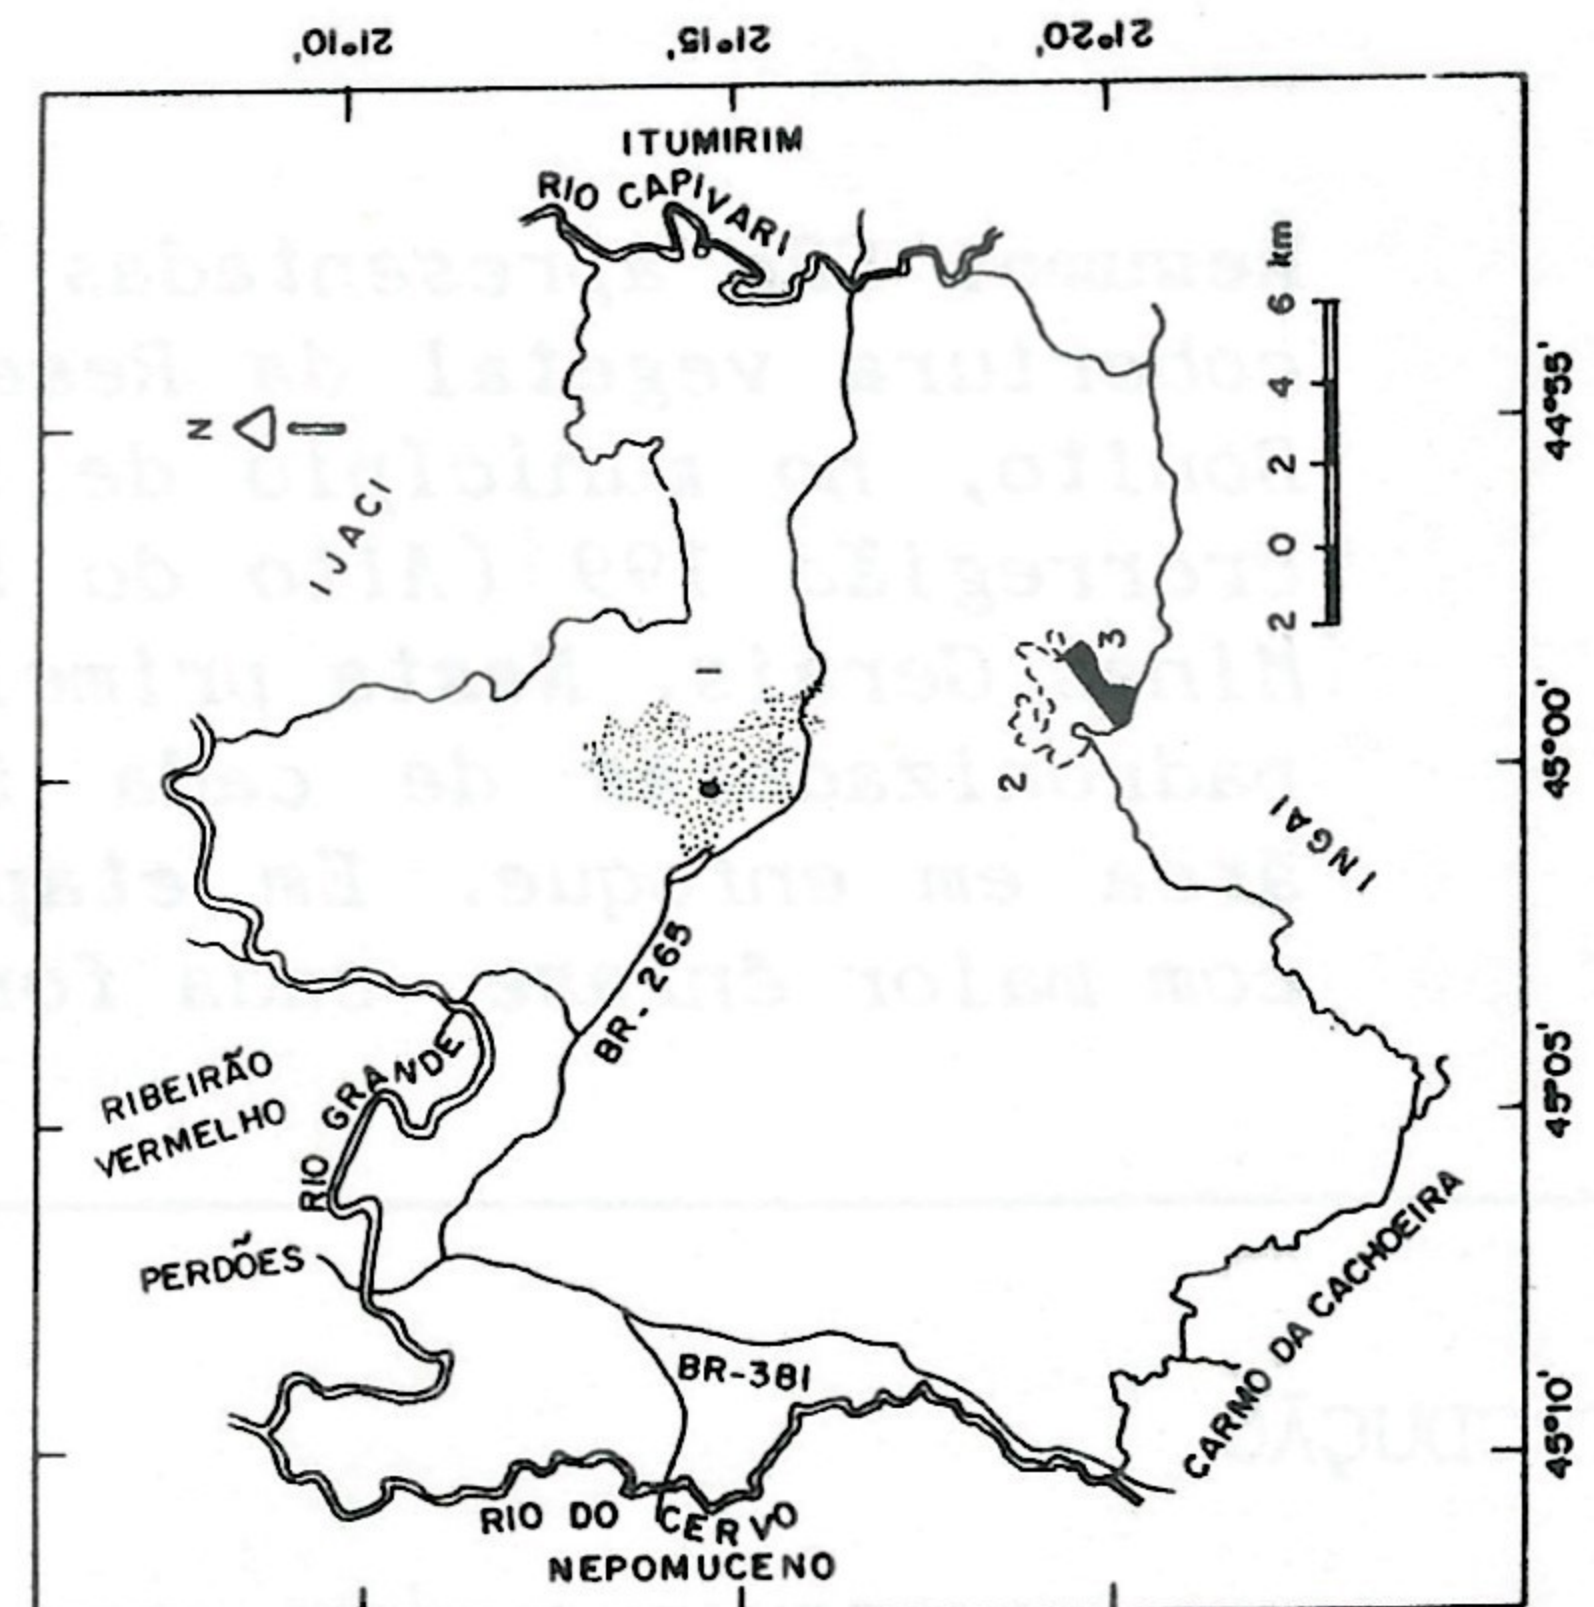 21°10'
21°15'
21°20'
ITUMIRIM
RIO CAPIVARI
km
6
4
2
0
2
44°55'
N
IJACI
1
3
2
45°00'
INGAI
BR-265
45°05'
RIBEIRÃO
VERMELHO
RIO GRANDE
PERDÕES
BR-381
CARMO DA CACHOEIRA
45°10'
RIO DO CERVO
NEPOMUCENO